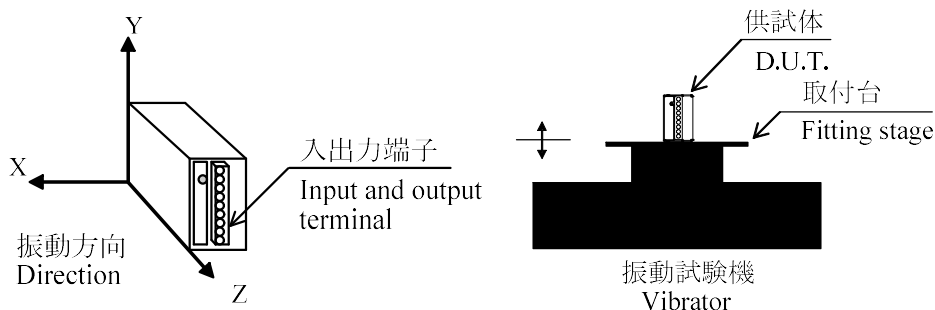 Y
X
Z
入出力端子
Input and output
terminal
振動方向
Direction
供試体
D.U.T.
取付台
Fitting stage
振動試験機
Vibrator